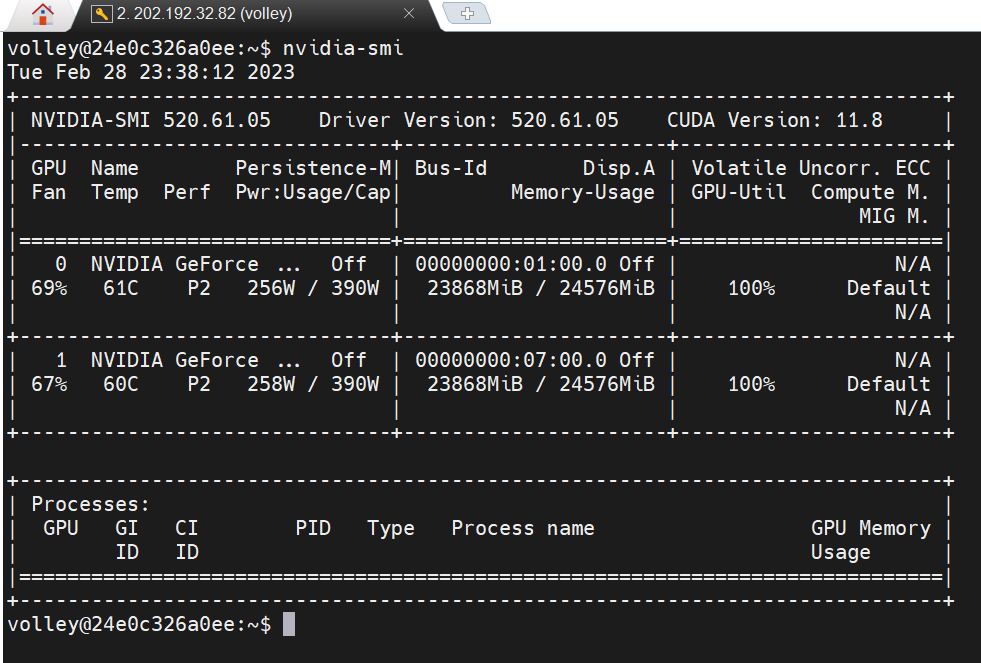 2. 202.192.32.82 (volley)
volley@24e0c326a0ee:~$ nvidia-smi
Tue Feb 28 23:38:12 2023
+-----------------------------------------------------------------------------+
| NVIDIA-SMI 520.61.05    Driver Version: 520.61.05    CUDA Version: 11.8     |
|-------------------------------+----------------------+----------------------+
| GPU  Name        Persistence-M| Bus-Id        Disp.A | Volatile Uncorr. ECC |
| Fan  Temp  Perf  Pwr:Usage/Cap|         Memory-Usage | GPU-Util  Compute M. |
|                               |                      |               MIG M. |
|===============================+======================+======================|
|   0  NVIDIA GeForce ...  Off  | 00000000:01:00.0 Off |                  N/A |
| 69%   61C    P2   256W / 390W |  23868MiB / 24576MiB |    100%      Default |
|                               |                      |                  N/A |
+-------------------------------+----------------------+----------------------+
|   1  NVIDIA GeForce ...  Off  | 00000000:07:00.0 Off |                  N/A |
| 67%   60C    P2   258W / 390W |  23868MiB / 24576MiB |    100%      Default |
|                               |                      |                  N/A |
+-------------------------------+----------------------+----------------------+

+-----------------------------------------------------------------------------+
| Processes:                                                                  |
|  GPU   GI   CI        PID   Type   Process name                  GPU Memory |
|        ID   ID                                                   Usage      |
|=============================================================================|
+-----------------------------------------------------------------------------+
volley@24e0c326a0ee:~$